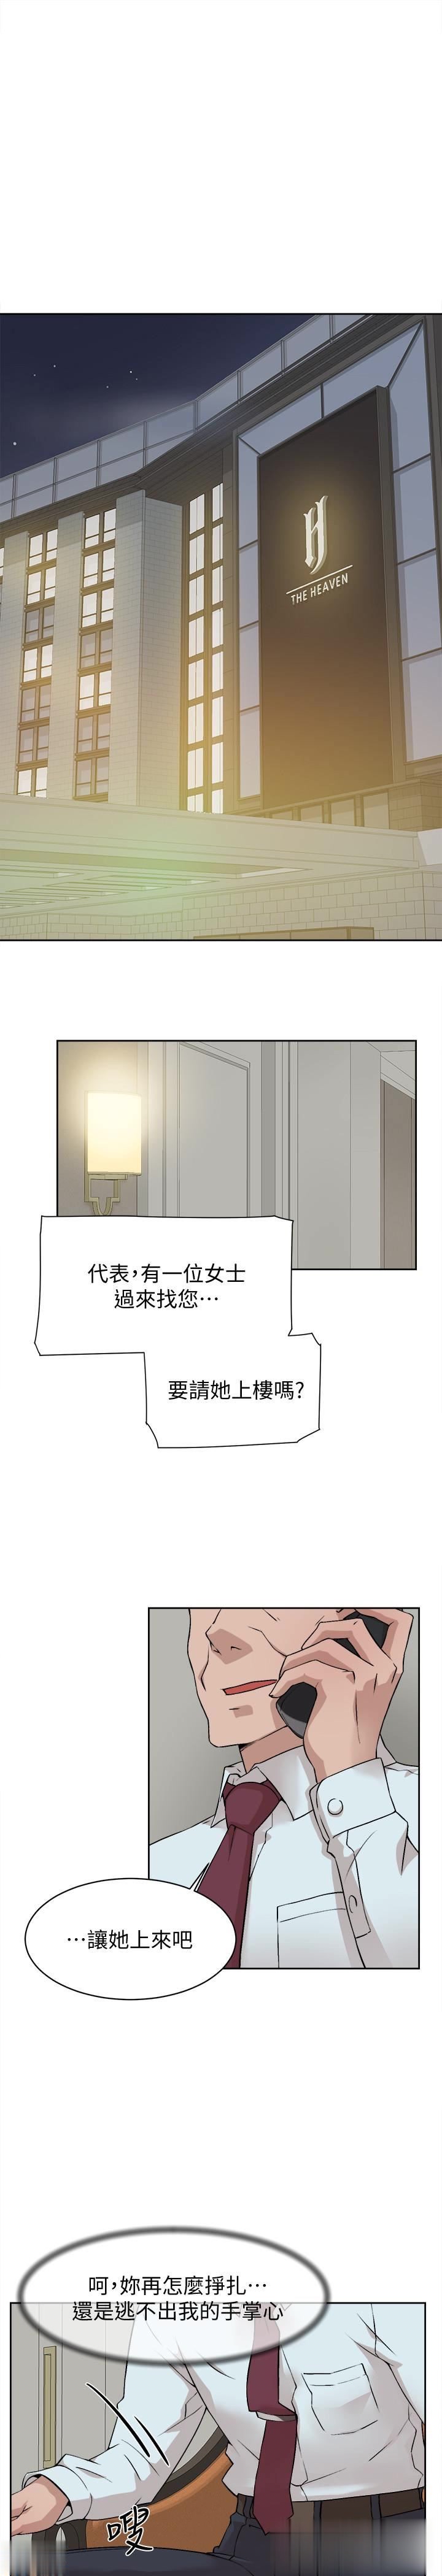 H
THE HEAVEN
代表,有一位女士
過來找您…
要請她上樓嗎?
…讓她上來吧
呵,妳再怎麼掙扎…
還是逃不出我的手掌心
嗖